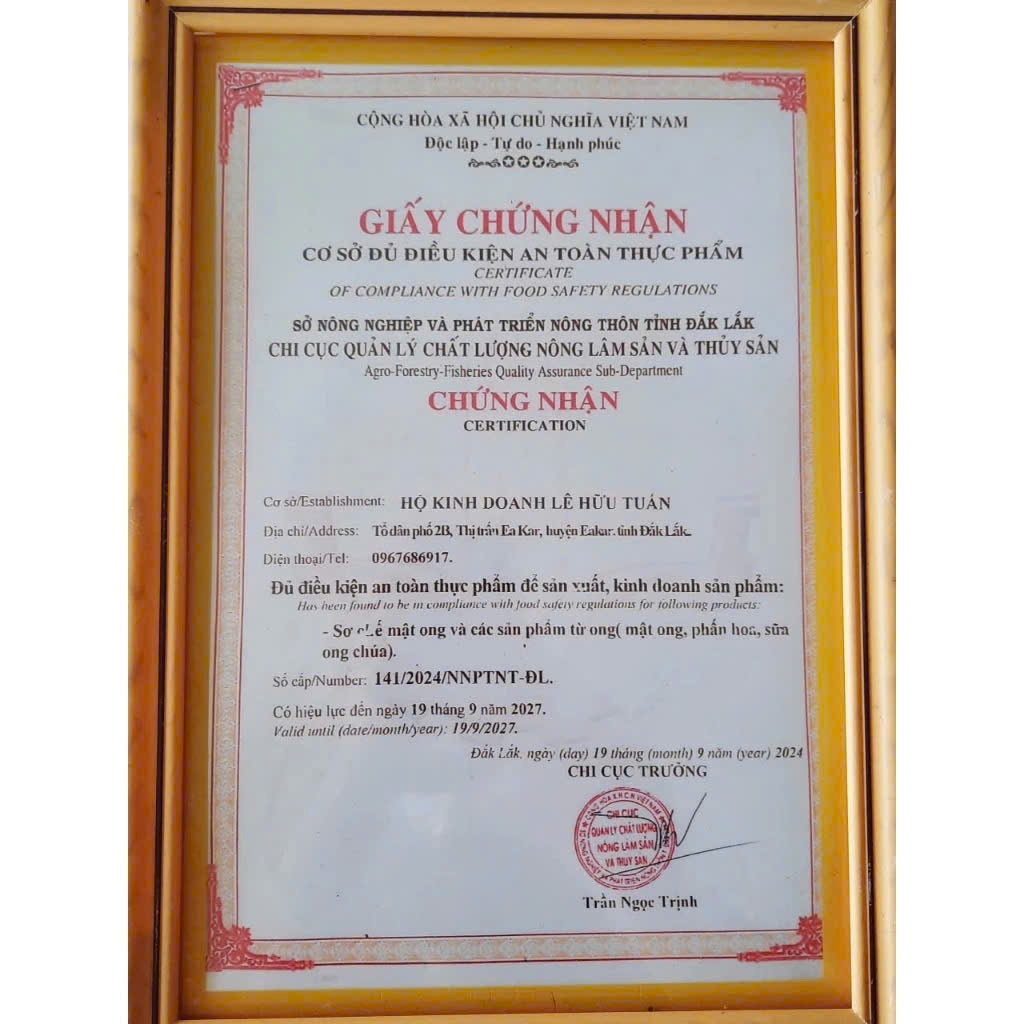 CỘNG HÒA XÃ HỘI CHỦ NGHĨA VIỆT NAM
Độc lập - Tự do - Hạnh phúc
GIẤY CHỨNG NHẬN
CƠ SỞ ĐỦ ĐIỀU KIỆN AN TOÀN THỰC PHẨM
CERTIFICATE
OF COMPLIANCE WITH FOOD SAFETY REGULATIONS
SỞ NÔNG NGHIỆP VÀ PHÁT TRIỂN NÔNG THÔN TỈNH ĐẮK LẮK
CHI CỤC QUẢN LÝ CHẤT LƯỢNG NÔNG LÂM SẢN VÀ THỦY SẢN
Agro-Forestry-Fisheries Quality Assurance Sub-Department
CHỨNG NHẬN
CERTIFICATION
Cơ sở/Establishment: HỘ KINH DOANH LÊ HỮU TUẤN
Địa chỉ/Address: Tổ dân phố 2B, Thị trấn Ea Kar, huyện Eakar. tỉnh Đắk Lắk.
Điện thoại/Tel: 0967686917.
Đủ điều kiện an toàn thực phẩm để sản xuất, kinh doanh sản phẩm:
Has been found to be in compliance with food safety regulations for following products:
- Sơ chế mật ong và các sản phẩm từ ong( mật ong, phấn hoa, sữa
ong chúa).
Số cấp/Number: 141/2024/NNPTNT-ĐL.
Có hiệu lực đến ngày 19 tháng 9 năm 2027.
Valid until (date/month/year): 19/9/2027.
Đắk Lắk, ngày (day) 19 tháng (month) 9 năm (year) 2024
CHI CỤC TRƯỞNG
CHI CỤC
QUẢN LÝ CHẤT LƯỢNG
NÔNG LÂM SẢN
VÀ THỦY SẢN
Trần Ngọc Trịnh